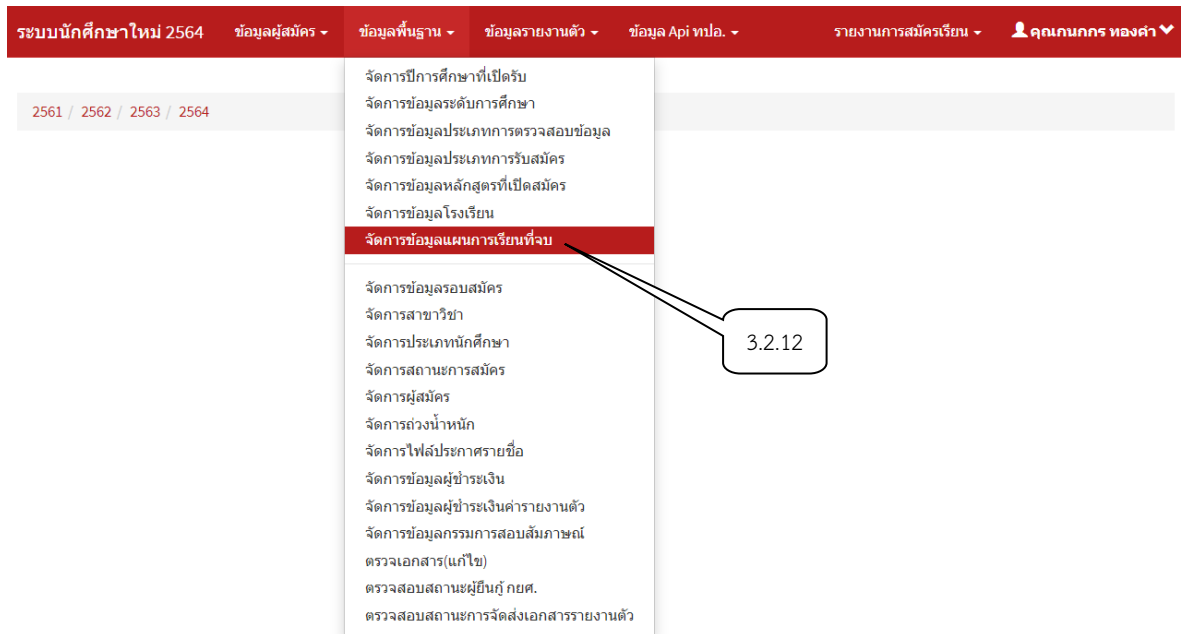 ระบบนักศึกษาใหม่ 2564 ข้อมูลผู้สมัคร ข้อมูลพื้นฐาน ข้อมูลรายงานตัว ข้อมูล Api ทปอ. รายงานการสมัครเรียน คุณกนกกร ทองคำ
2561 / 2562 / 2563 / 2564
จัดการปีการศึกษาที่เปิดรับ
จัดการข้อมูลระดับการศึกษา
จัดการข้อมูลประเภทการตรวจสอบข้อมูล
จัดการข้อมูลประเภทการรับสมัคร
จัดการข้อมูลหลักสูตรที่เปิดสมัคร
จัดการข้อมูลโรงเรียน
จัดการข้อมูลแผนการเรียนที่จบ
จัดการข้อมูลรอบสมัคร
จัดการสาขาวิชา
จัดการประเภทนักศึกษา
จัดการสถานะการสมัคร
จัดการผู้สมัคร
จัดการถ่วงน้ำหนัก
จัดการไฟล์ประกาศรายชื่อ
จัดการข้อมูลผู้ชำระเงิน
จัดการข้อมูลผู้ชำระเงินค่ารายงานตัว
จัดการข้อมูลกรรมการสอบสัมภาษณ์
ตรวจเอกสาร(แก้ไข)
ตรวจสอบสถานะผู้ยืนกู้ กยศ.
ตรวจสอบสถานะการจัดส่งเอกสารรายงานตัว
3.2.12